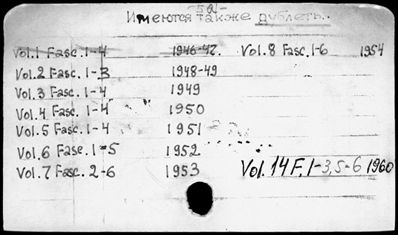 -52-
Имеются также дублеты.
Vol.1 Fasc. 1-4 1946-47. Vol.8 Fasc. 1-6 1954
Vol.2 Fasc. 1-3 1948-49
Vol.3 Fasc. 1-4 1949
Vol.4 Fasc. 1-4 1950
Vol.5 Fasc. 1-4 1951
Vol.6 Fasc. 1-5 1952
Vol.7 Fasc. 2-6 1953 Vol. 14 F. 1-3, 5-6 1960